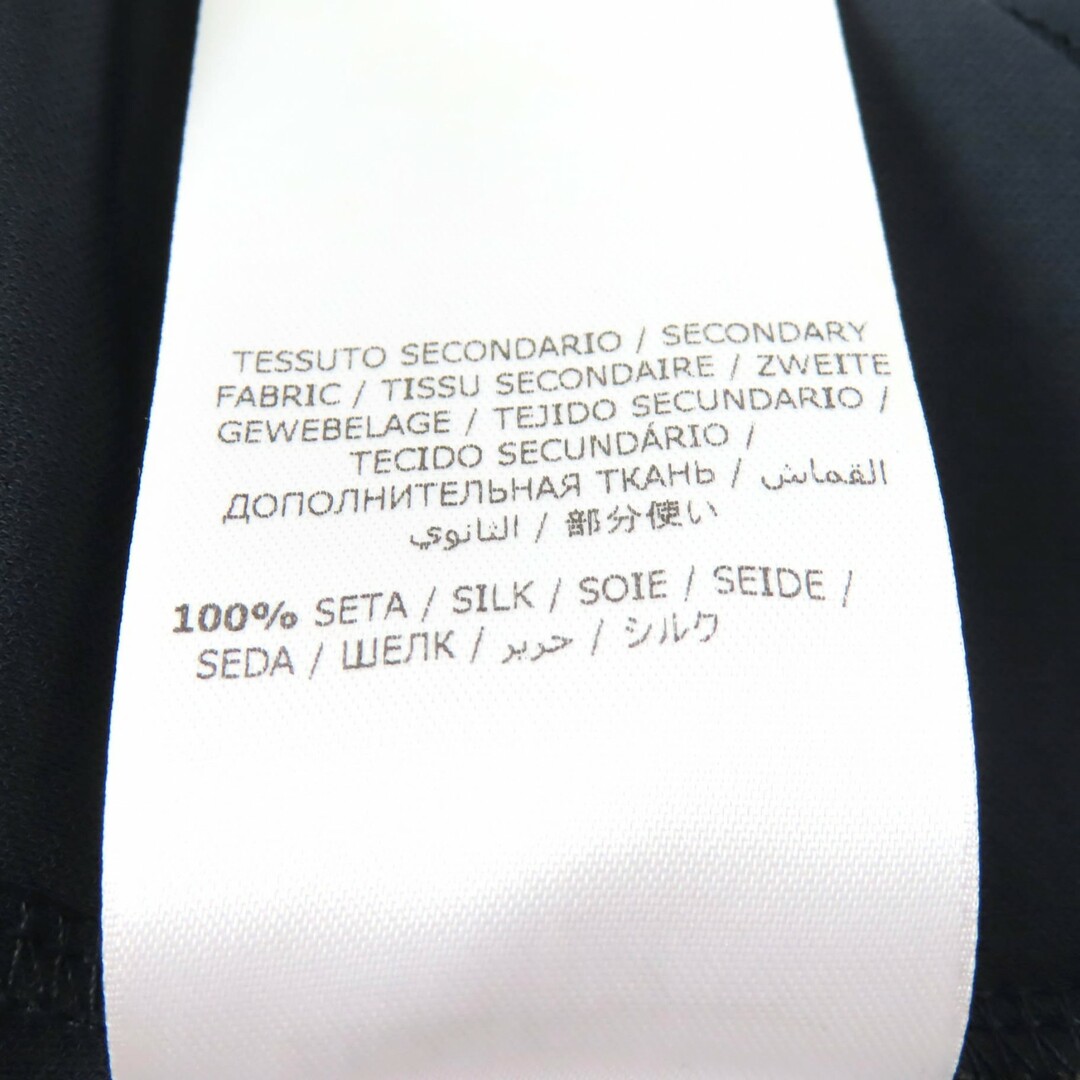 TESSUTO SECONDARIO / SECONDARY
FABRIC / TISSU SECONDAIRE / ZWEITE
GEWEBELAGE / TEJIDO SECUNDARIO /
TECIDO SECUNDÁRIO /
ДОПОЛНИТЕЛЬНАЯ ТКАНЬ / القماش
الثانوي / 部分使い
100% SETA / SILK / SOIE / SEIDE /
SEDA / ШЕЛК / حرير / シルク